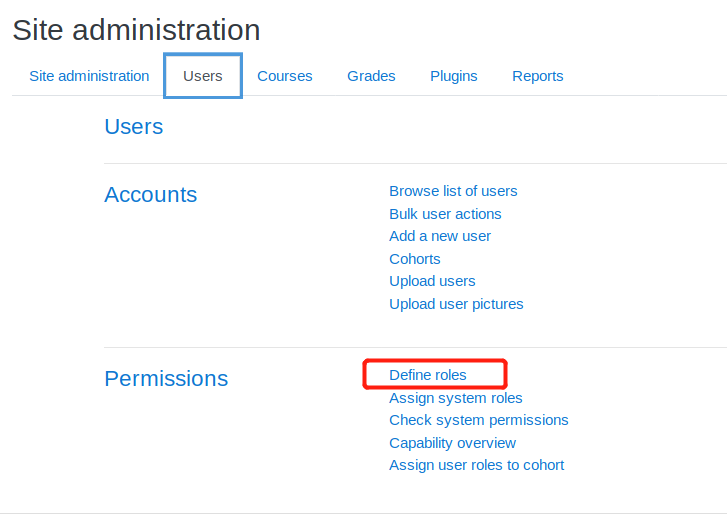 Site administration
Site administration Users Courses Grades Plugins Reports
Users
Accounts
Browse list of users
Bulk user actions
Add a new user
Cohorts
Upload users
Upload user pictures
Permissions
Define roles
Assign system roles
Check system permissions
Capability overview
Assign user roles to cohort